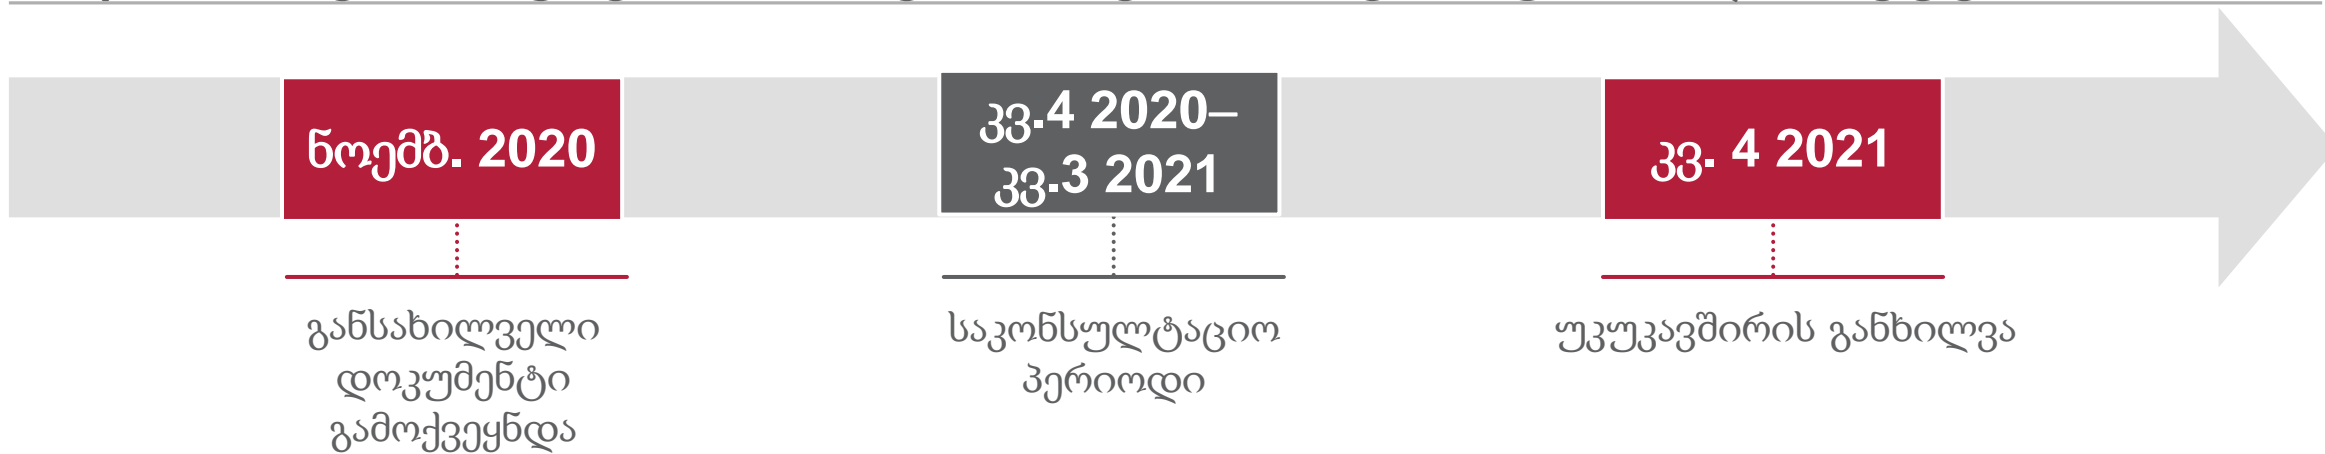 ნოემბ. 2020
კვ.4 2020–
კვ.3 2021
კვ. 4 2021
განსახილველი
დოკუმენტი
გამოქვეყნდა
საკონსულტაციო
პერიოდი
უკუკავშირის განხილვა